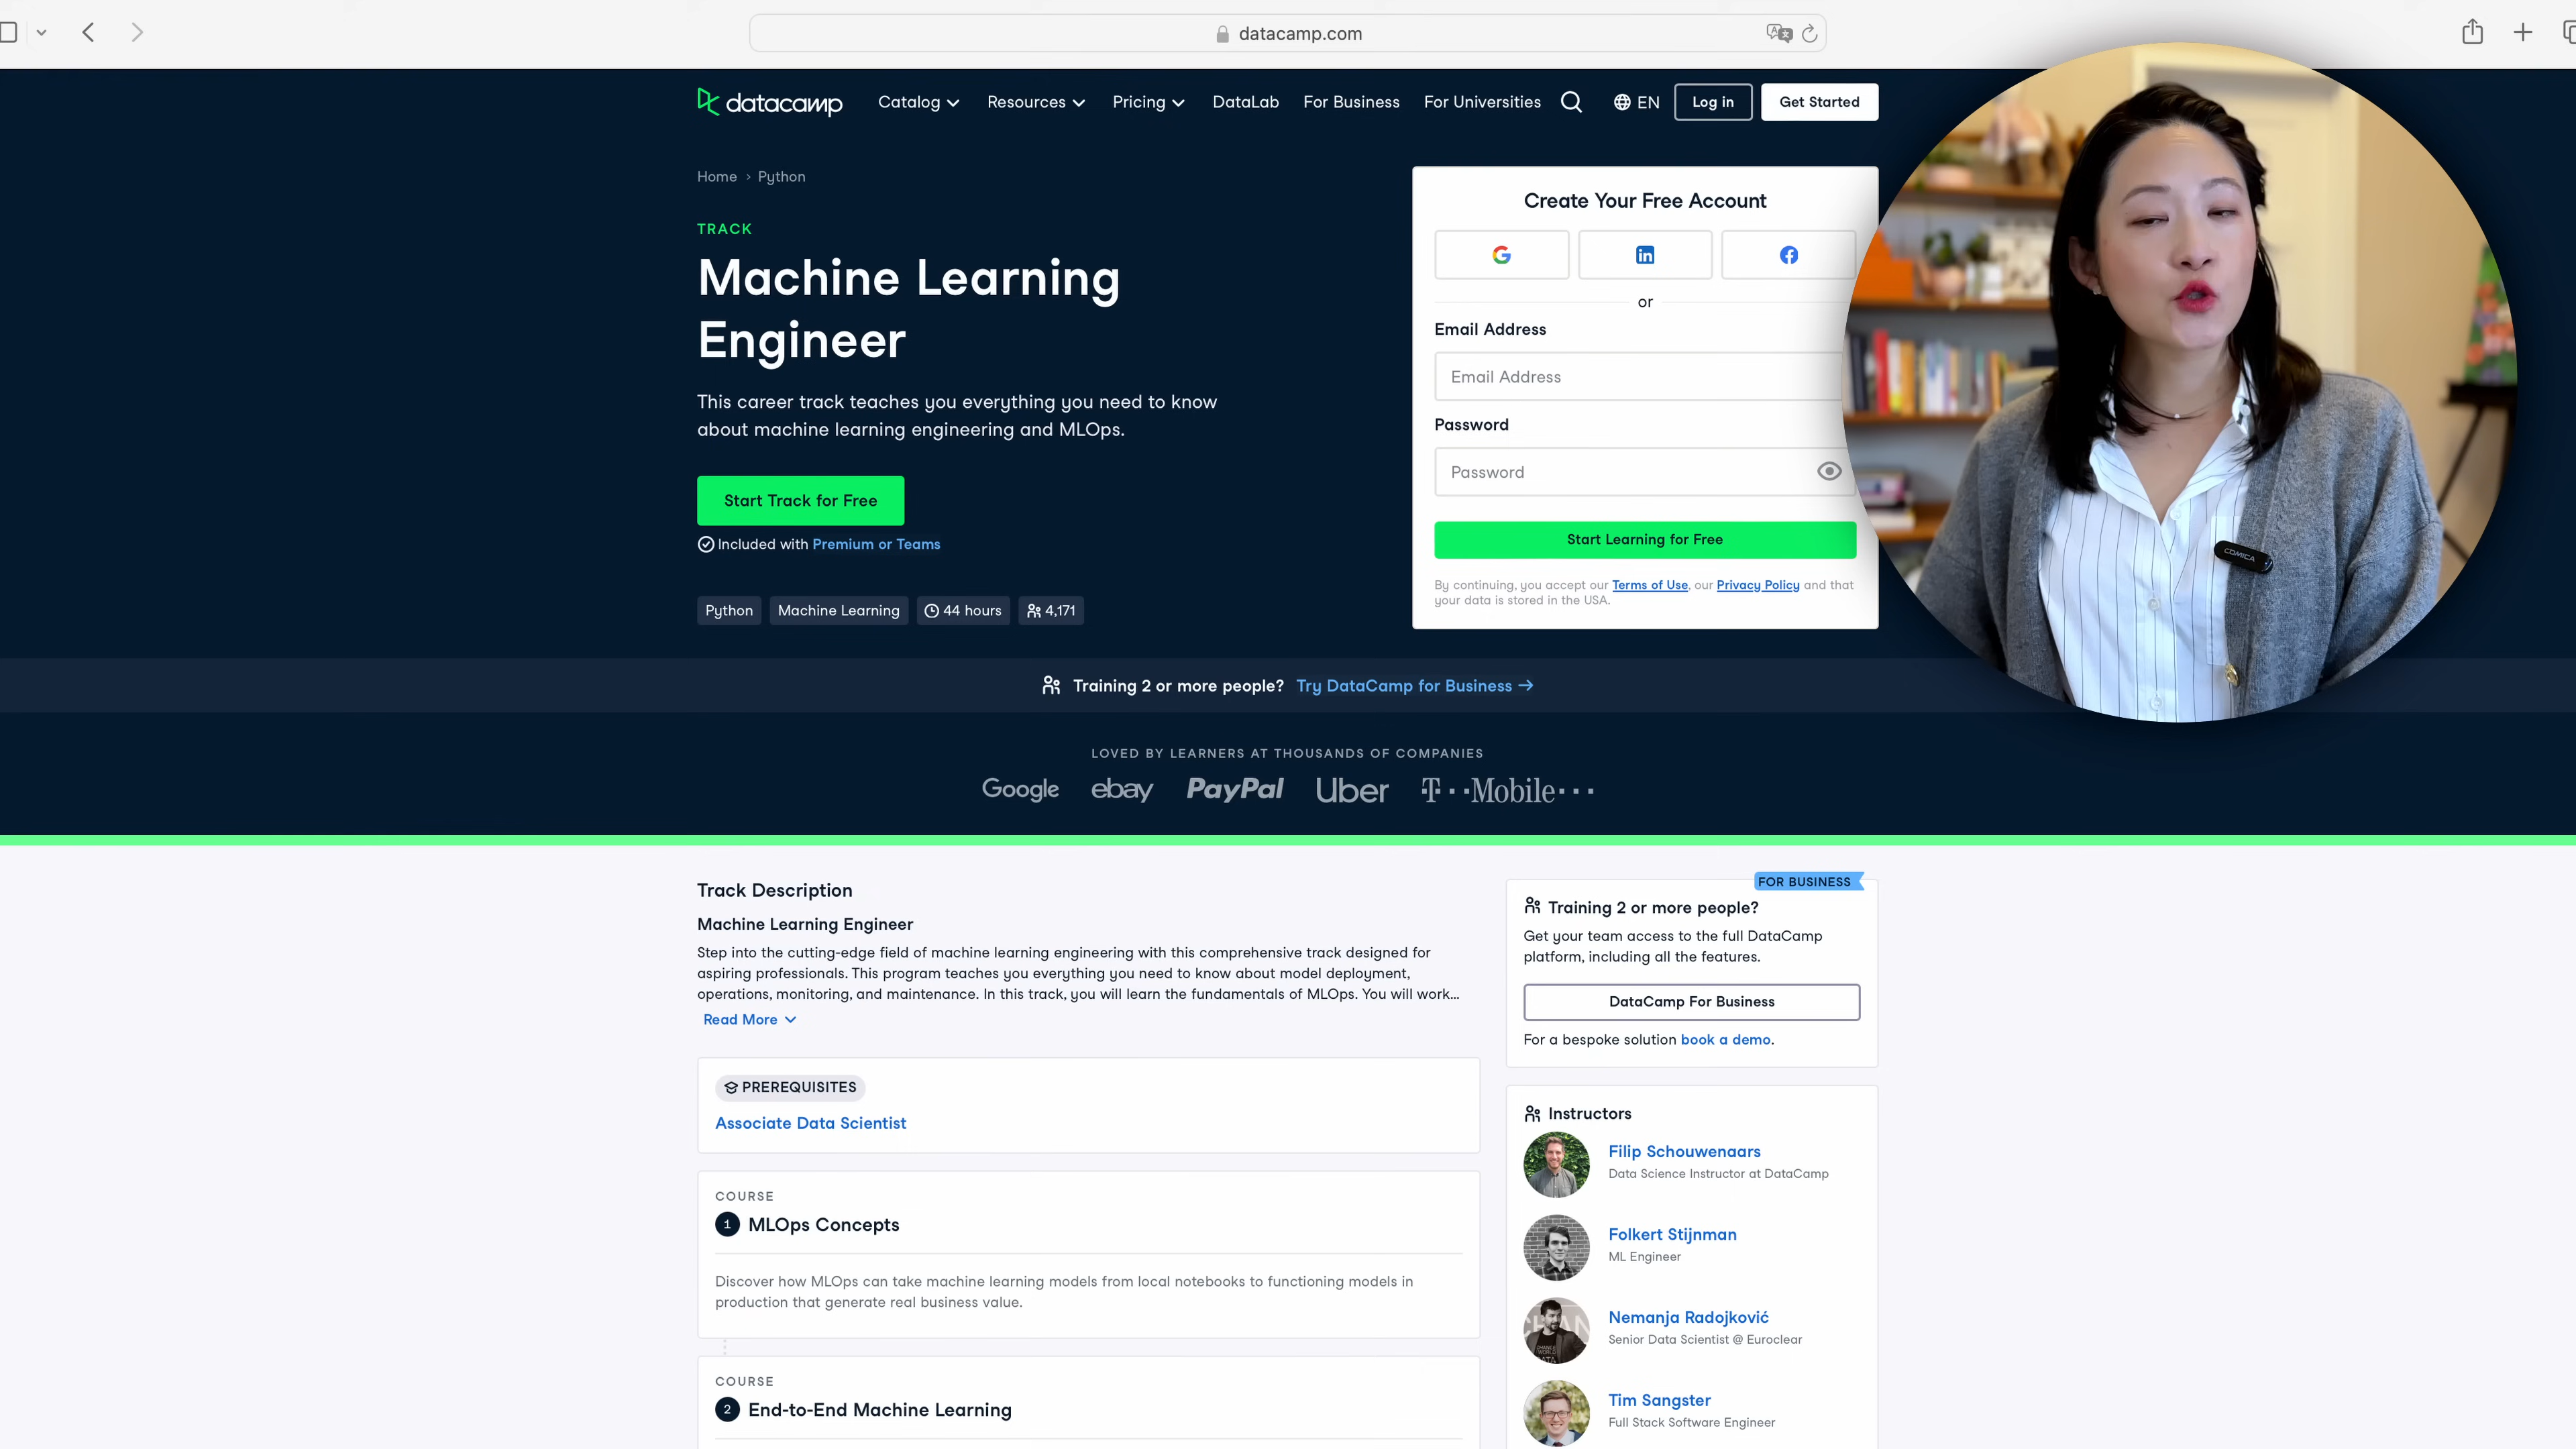 datacamp.com
datacamp
Catalog
Resources
Pricing
DataLab
For Business
For Universities
EN
Log in
Get Started
Home › Python
TRACK
Machine Learning
Engineer
This career track teaches you everything you need to know
about machine learning engineering and MLOps.
Start Track for Free
Included with Premium or Teams
Python
Machine Learning
44 hours
4,171
Create Your Free Account
or
Email Address
Email Address
Password
Password
Start Learning for Free
By continuing, you accept our Terms of Use, our Privacy Policy and that
your data is stored in the USA.
COMICA
Training 2 or more people? Try DataCamp for Business →
LOVED BY LEARNERS AT THOUSANDS OF COMPANIES
Google
ebay
PayPal
Uber
T··Mobile···
Track Description
Machine Learning Engineer
Step into the cutting-edge field of machine learning engineering with this comprehensive track designed for
aspiring professionals. This program teaches you everything you need to know about model deployment,
operations, monitoring, and maintenance. In this track, you will learn the fundamentals of MLOps. You will work...
Read More
PREREQUISITES
Associate Data Scientist
COURSE
1 MLOps Concepts
Discover how MLOps can take machine learning models from local notebooks to functioning models in
production that generate real business value.
COURSE
2 End-to-End Machine Learning
FOR BUSINESS
Training 2 or more people?
Get your team access to the full DataCamp
platform, including all the features.
DataCamp For Business
For a bespoke solution book a demo.
Instructors
Filip Schouwenaars
Data Science Instructor at DataCamp
Folkert Stijnman
ML Engineer
Nemanja Radojković
Senior Data Scientist @ Euroclear
Tim Sangster
Full Stack Software Engineer